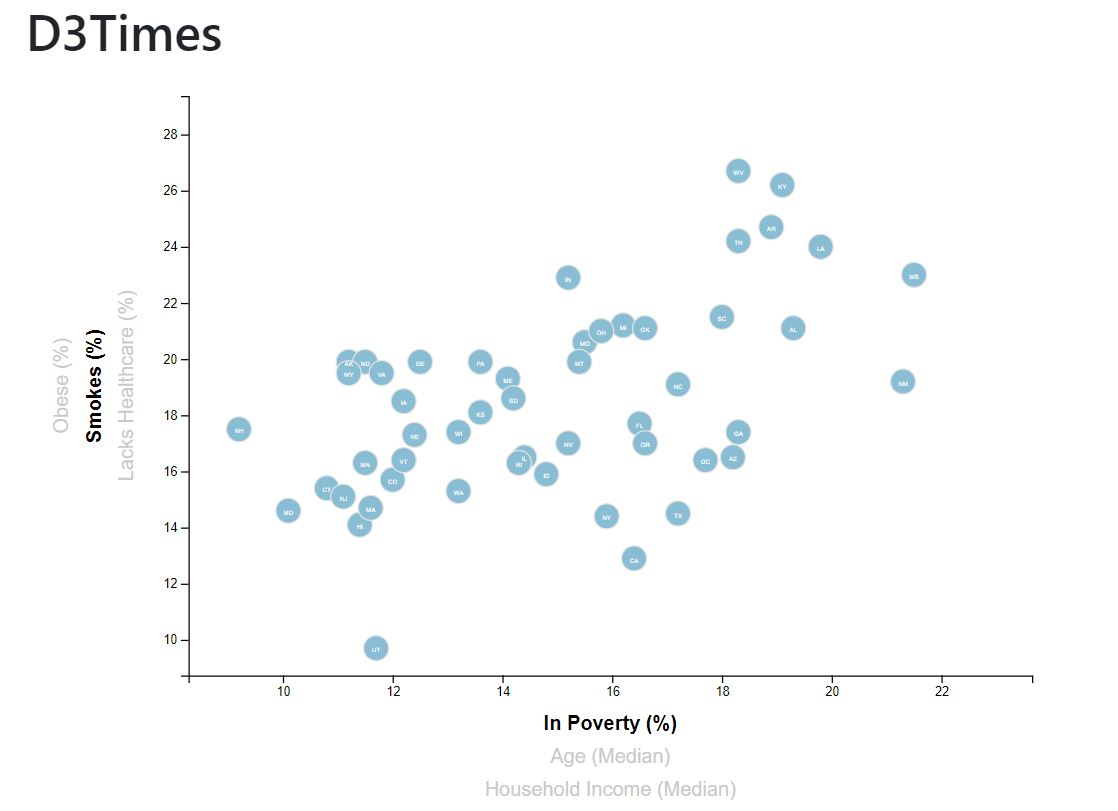 D3Times
28
26
24
22
20
18
16
14
12
10
Obese (%)
Smokes (%)
Lacks Healthcare (%)
WV
KY
AR
TN
LA
MS
IN
SC
AL
MI
OH
OK
MO
MT
AK
ND
WY
VA
DE
PA
ME
SD
NC
NM
IA
KS
NH
NE
WI
FL
OR
NV
GA
MN
VT
IL
RI
OC
AZ
CO
ID
CT
NJ
WA
MD
MA
HI
NY
TX
CA
UT
10 12 14 16 18 20 22
In Poverty (%)
Age (Median)
Household Income (Median)